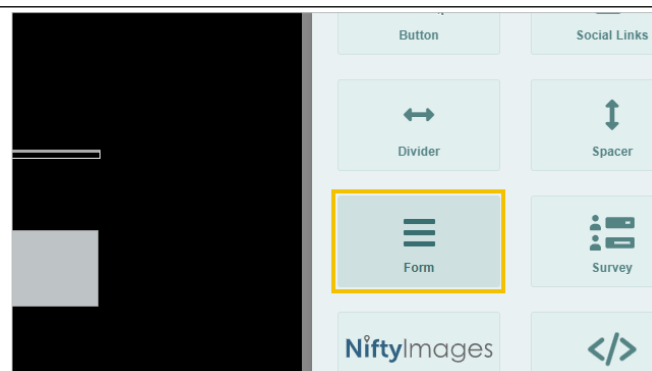 Button
Social Links
Divider
Spacer
Form
Survey
NiftyImages
</>